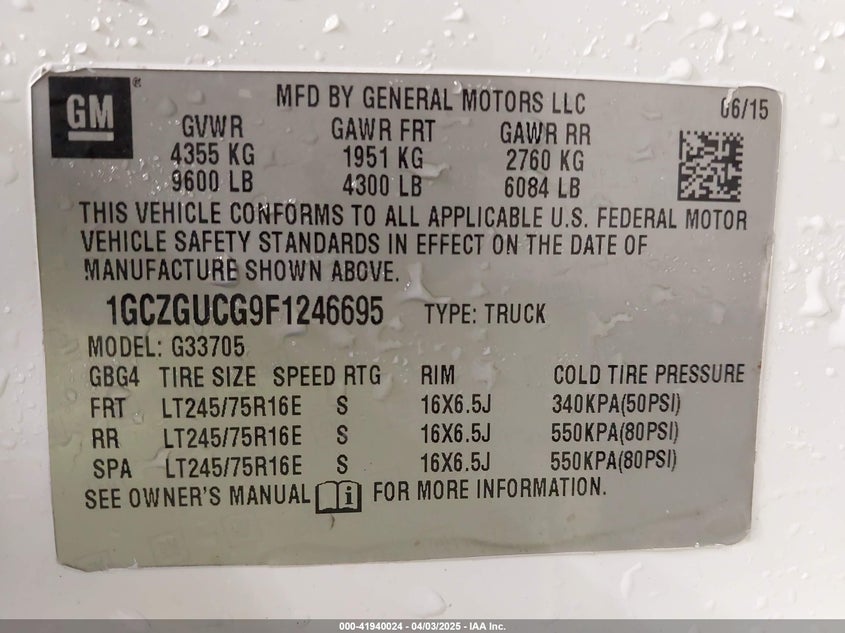 GM ®
MFD BY GENERAL MOTORS LLC 06/15
GVWR GAWR FRT GAWR RR
4355 KG 1951 KG 2760 KG
9600 LB 4300 LB 6084 LB
THIS VEHICLE CONFORMS TO ALL APPLICABLE U.S. FEDERAL MOTOR
VEHICLE SAFETY STANDARDS IN EFFECT ON THE DATE OF
MANUFACTURE SHOWN ABOVE.
1GCZGUCG9F1246695 TYPE: TRUCK
MODEL: G33705
GBG4 TIRE SIZE SPEED RTG RIM COLD TIRE PRESSURE
FRT LT245/75R16E S 16X6.5J 340KPA(50PSI)
RR LT245/75R16E S 16X6.5J 550KPA(80PSI)
SPA LT245/75R16E S 16X6.5J 550KPA(80PSI)
SEE OWNER'S MANUAL i FOR MORE INFORMATION.
000-41940024 - 04/03/2025 - IAA Inc.